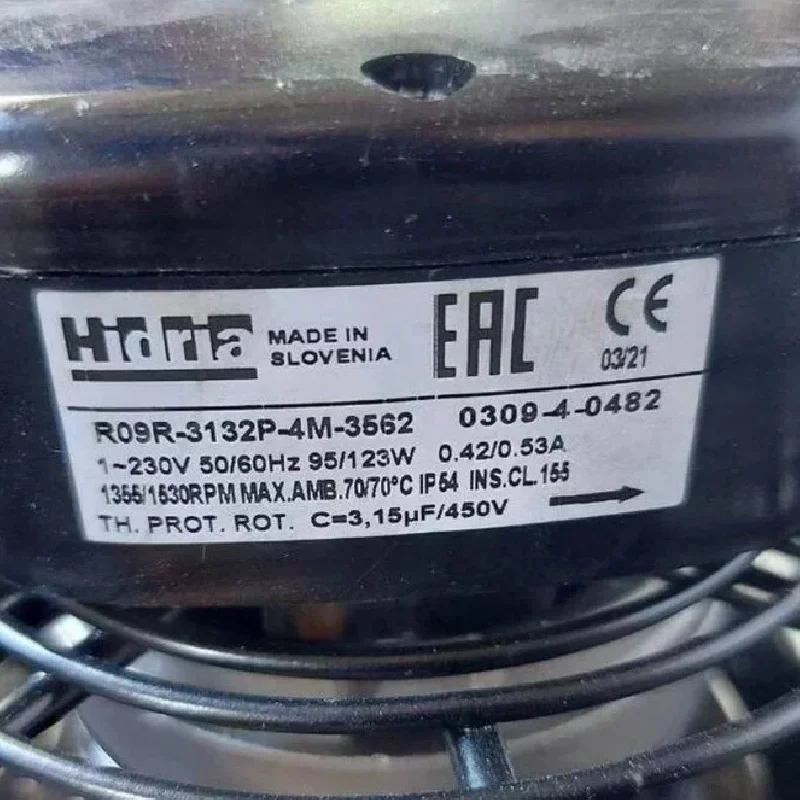 Hidria MADE IN SLOVENIA EAC CE
03/21
R09R-3132P-4M-3562 0309-4-0482
1~230V 50/60Hz 95/123W 0.42/0.53A
1355/1530RPM MAX.AMB.70/70°C IP54 INS.CL.155
TH. PROT. ROT. C=3,15µF/450V